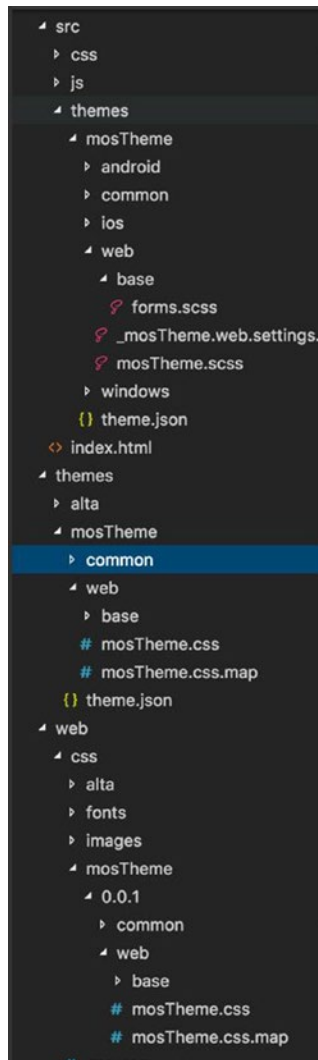 src
css
js
themes
mosTheme
android
common
ios
web
base
forms.scss
_mosTheme.web.settings.
mosTheme.scss
windows
{} theme.json
<> index.html
themes
alta
mosTheme
common
web
base
# mosTheme.css
# mosTheme.css.map
{} theme.json
web
css
alta
fonts
images
mosTheme
0.0.1
common
web
base
# mosTheme.css
# mosTheme.css.map